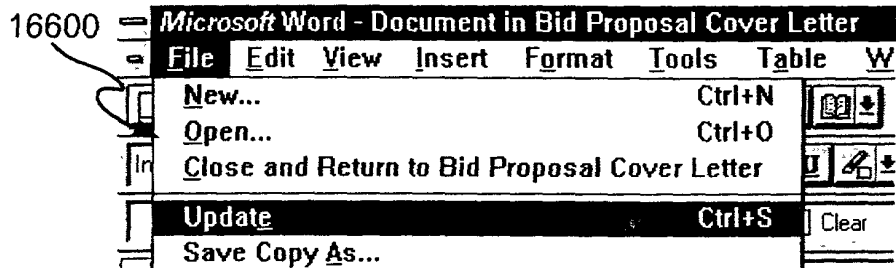 16600
Microsoft Word - Document in Bid Proposal Cover Letter
File Edit View Insert Format Tools Table W
New... Ctrl+N
Open... Ctrl+O
Close and Return to Bid Proposal Cover Letter
In U
Update Ctrl+S Clear
Save Copy As...